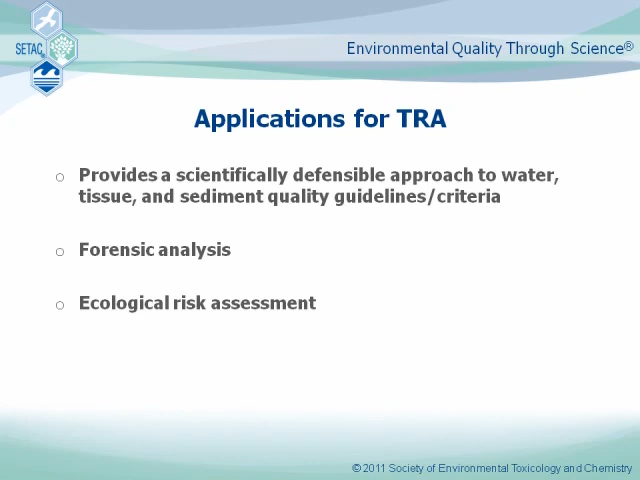 SETAC
Environmental Quality Through Science®
Applications for TRA
o Provides a scientifically defensible approach to water,
tissue, and sediment quality guidelines/criteria
o Forensic analysis
o Ecological risk assessment
© 2011 Society of Environmental Toxicology and Chemistry